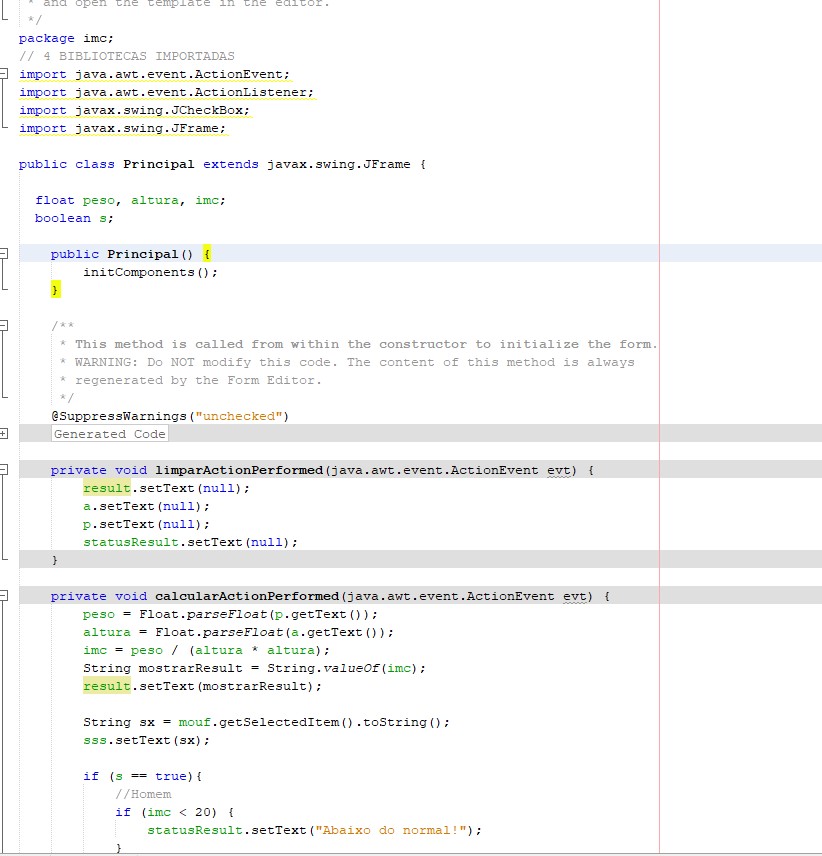 * and open the template in the editor.
*/
package imc;
// 4 BIBLIOTECAS IMPORTADAS
import java.awt.event.ActionEvent;
import java.awt.event.ActionListener;
import javax.swing.JCheckBox;
import javax.swing.JFrame;
public class Principal extends javax.swing.JFrame {
float peso, altura, imc;
boolean s;
public Principal() {
initComponents();
}
/**
* This method is called from within the constructor to initialize the form.
* WARNING: Do NOT modify this code. The content of this method is always
* regenerated by the Form Editor.
*/
@SuppressWarnings("unchecked")
Generated Code
private void limparActionPerformed(java.awt.event.ActionEvent evt) {
result.setText(null);
a.setText(null);
p.setText(null);
statusResult.setText(null);
}
private void calcularActionPerformed(java.awt.event.ActionEvent evt) {
peso = Float.parseFloat(p.getText());
altura = Float.parseFloat(a.getText());
imc = peso / (altura * altura);
String mostrarResult = String.valueOf(imc);
result.setText(mostrarResult);
String sx = mouf.getSelectedItem().toString();
sss.setText(sx);
if (s == true){
//Homem
if (imc < 20) {
statusResult.setText("Abaixo do normal!");
}